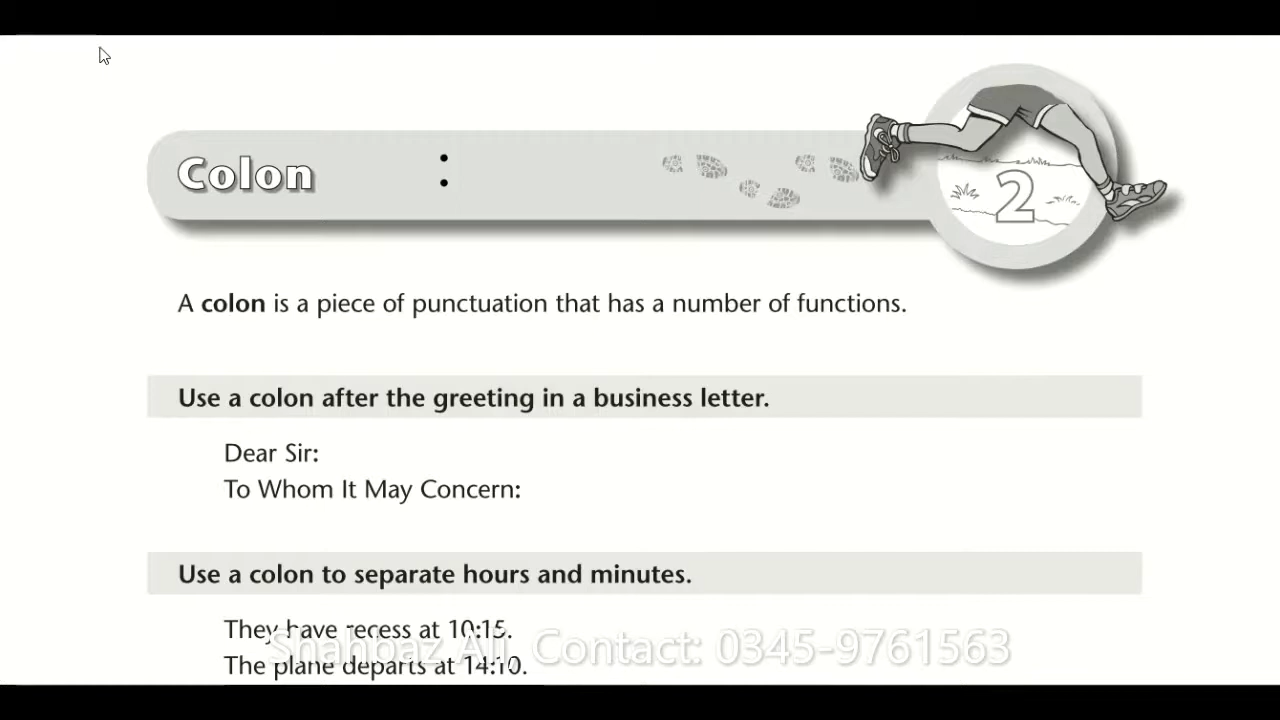 Colon :
2
A colon is a piece of punctuation that has a number of functions.
Use a colon after the greeting in a business letter.
Dear Sir:
To Whom It May Concern:
Use a colon to separate hours and minutes.
They have recess at 10:15.
Shahbaz Ali, Contact: 0345-9761563
The plane departs at 14:10.